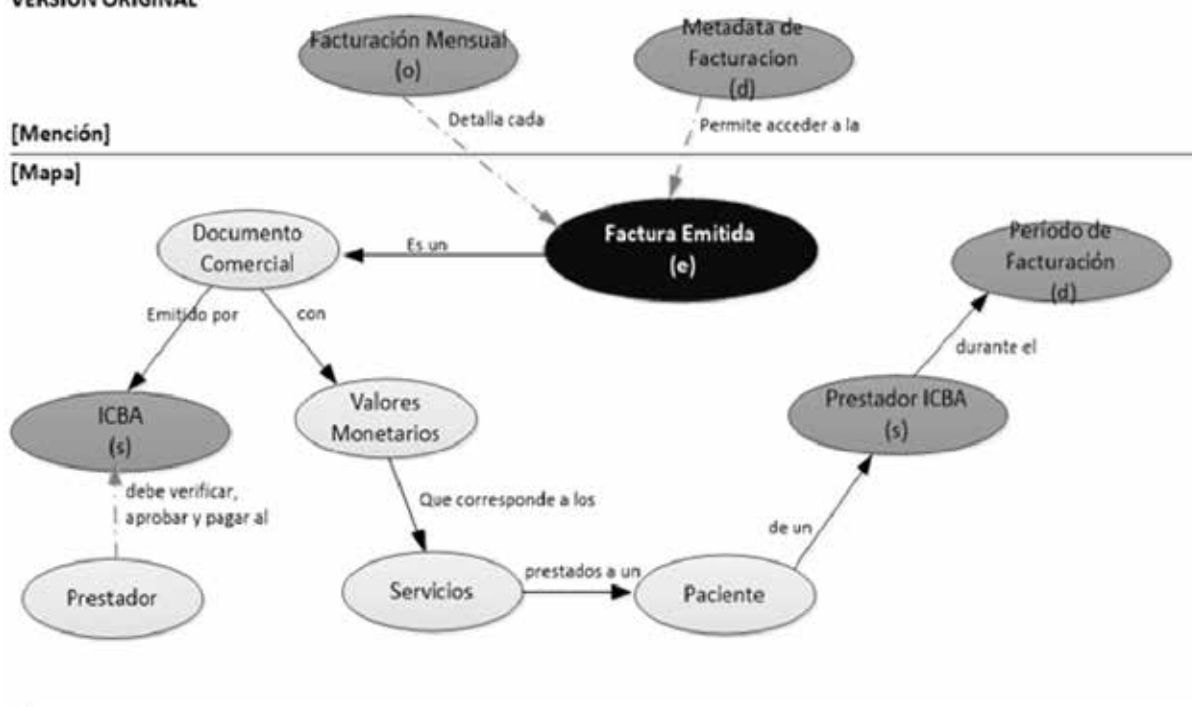 VERSIÓN ORIGINAL
Facturación Mensual
(o)
Metadata de
Facturacion
(d)
Detalla cada
Permite acceder a la
[Mención]
[Mapa]
Factura Emitida
(e)
Es un
Documento
Comercial
Período de
Facturación
(d)
Emitido por
con
durante el
ICBA
(s)
Valores
Monetarios
Prestador ICBA
(s)
debe verificar,
aprobar y pagar al
Que corresponde a los
de un
Prestador
Servicios
prestados a un
Paciente